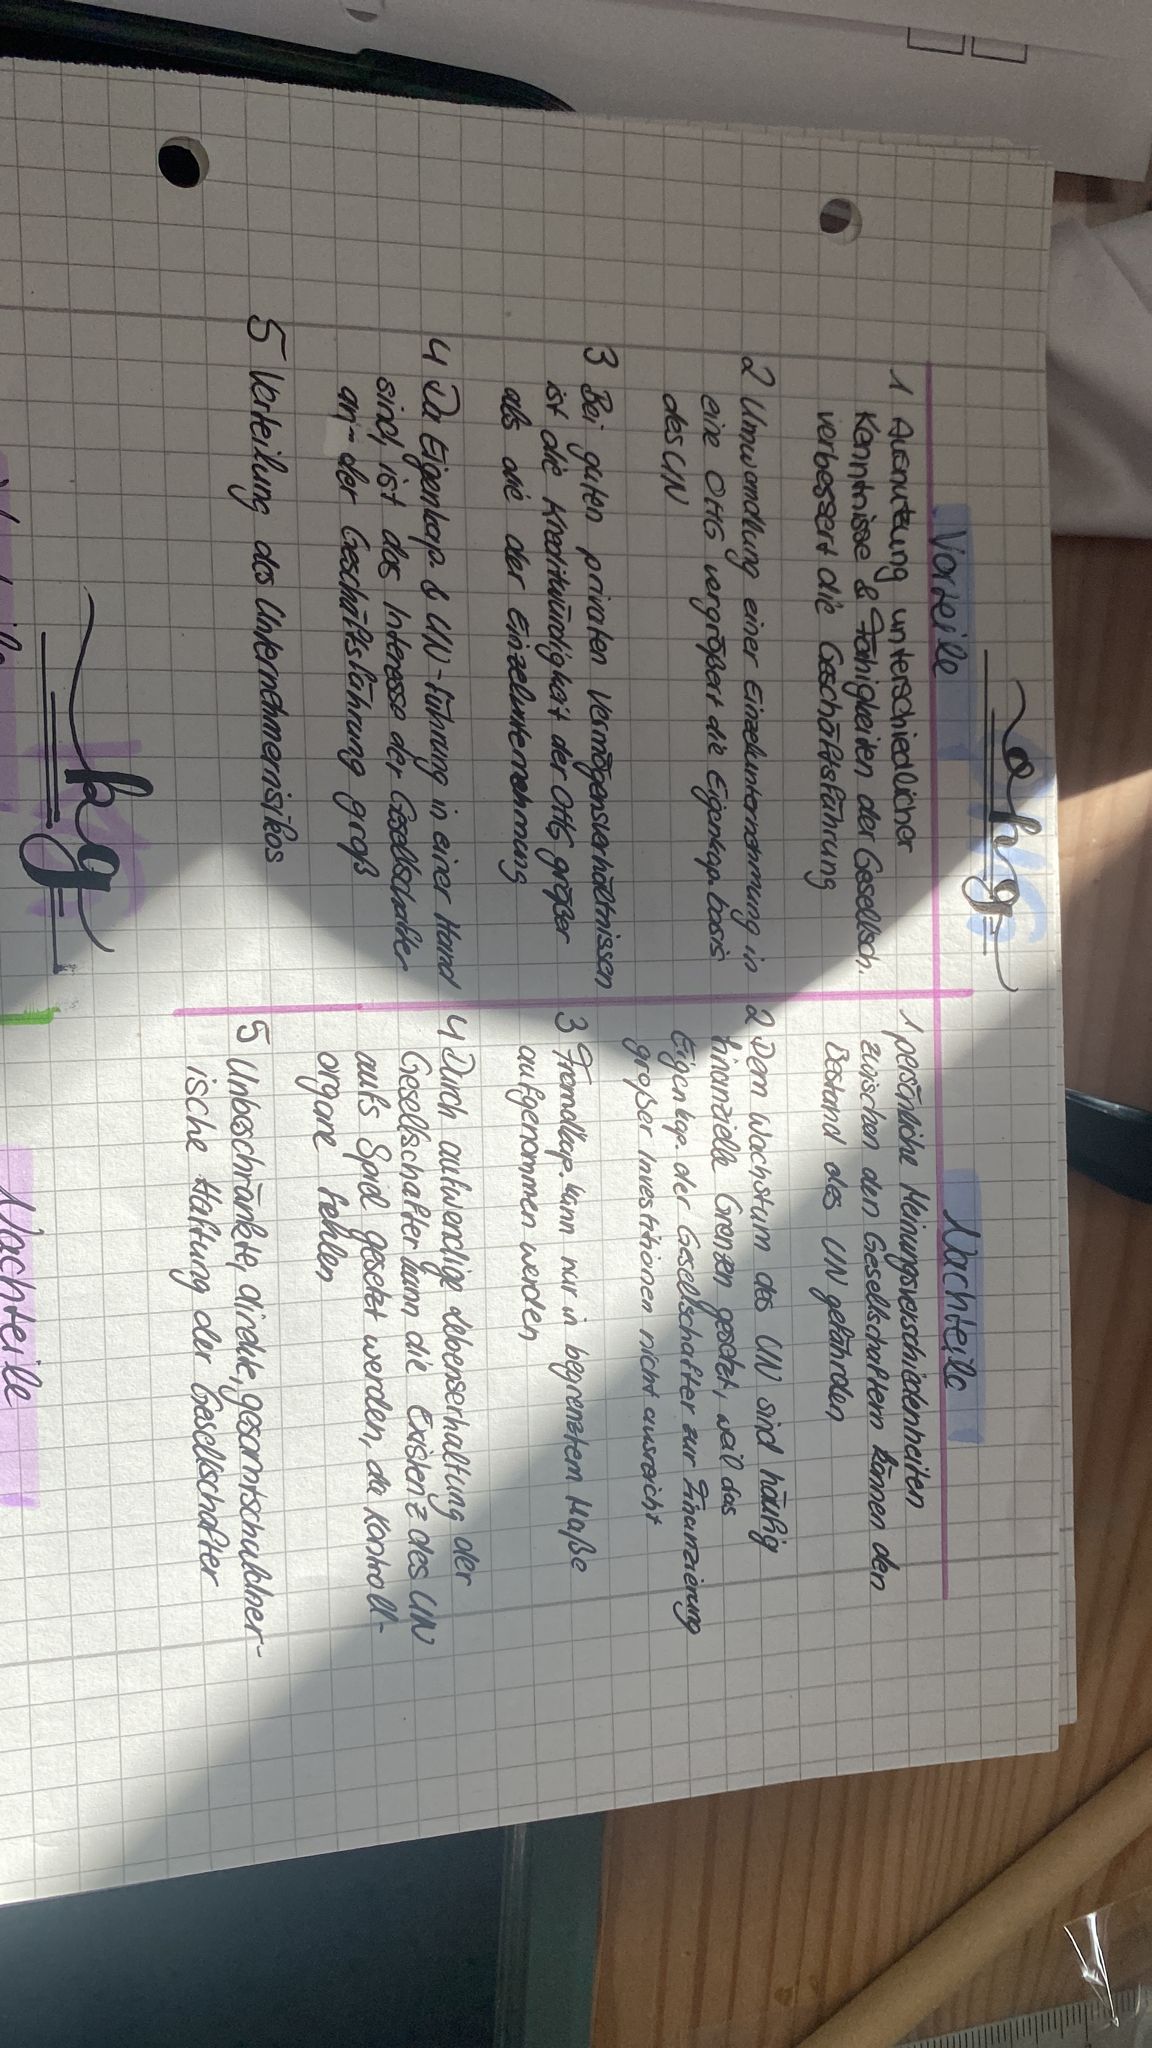 ohg
Vorteile
1 Ausnutzung unterschiedlicher
Kenntnisse & Fähigkeiten der Gesellsch.
verbessert die Geschäftsführung
2 Umwandlung einer Einzelunternehmung in
eine OHG vergrößert die Eigenkap.basis
des UN
3 Bei guten privaten Vermögensverhältnissen
ist die Kreditwürdigkeit der OHG größer
als die der Einzelunternehmung
4 Da Eigenkap. & UN-führung in einer Hand
sind, ist das Interesse der Gesellschafter
an der Geschäftsführung groß
5 Verteilung des Unternehmerrisikos
Nachteile
1 persönliche Meinungsverschiedenheiten
zwischen den Gesellschaftern können den
Bestand des UN gefährden
2 Dem Wachstum des UN sind häufig
finanzielle Grenzen gesetzt, weil das
Eigenkap. der Gesellschafter zur Finanzierung
großer Investitionen nicht ausreicht
3 Fremdkap. kann nur in begrenztem Maße
aufgenommen werden
4 Durch aufwendige Lebenserhaltung der
Gesellschafter kann die Existenz des UN
aufs Spiel gesetzt werden, da Kontroll-
organe fehlen
5 Unbeschränkte, direkte, gesamtschuldner-
ische Haftung der Gesellschafter
kg
Nachteile